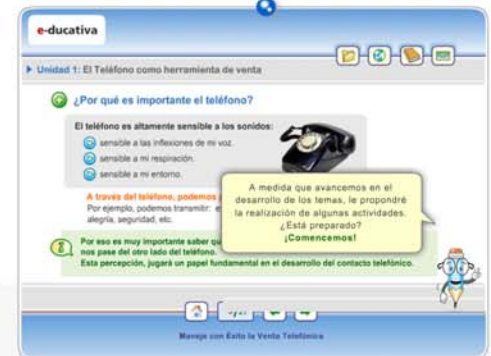 e-ducativa
Unidad 1: El Teléfono como herramienta de venta
¿Por qué es importante el teléfono?
El teléfono es altamente sensible a los sonidos:
sensible a las inflexiones de mi voz.
sensible a mi respiración.
sensible a mi entorno.
A través del teléfono, podemos
Por ejemplo, podemos transmitir:
alegría, seguridad, etc.
A medida que avancemos en el
desarrollo de los temas, le propondré
la realización de algunas actividades.
¿Está preparado?
¡Comencemos!
Por eso es muy importante saber
nos pase del otro lado del teléfono.
Esta percepción, jugará un papel fundamental en el desarrollo del contacto telefónico.
Maneje con Éxito la Venta Telefónica